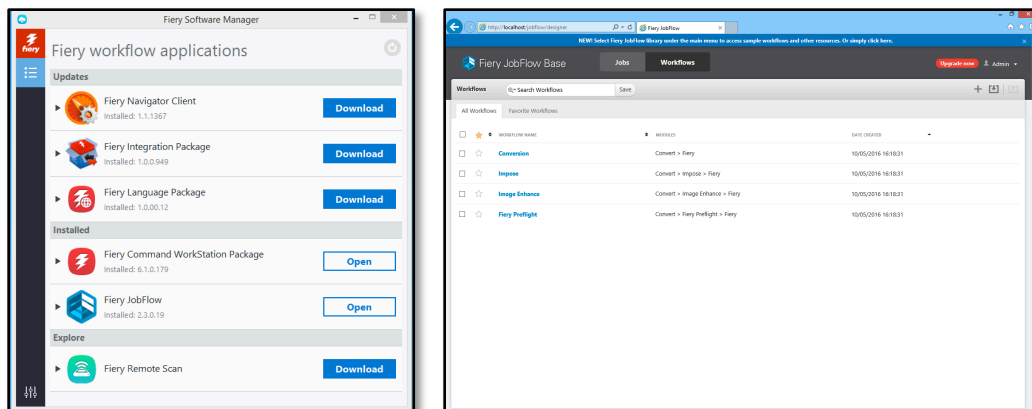 Fiery Software Manager
fiery
Fiery workflow applications
Updates
Fiery Navigator Client
Installed: 1.1.1367
Download
Fiery Integration Package
Installed: 1.0.0.949
Download
Fiery Language Package
Installed: 1.0.00.12
Download
Installed
Fiery Command WorkStation Package
Installed: 6.1.0.179
Open
Fiery JobFlow
Installed: 2.3.0.19
Open
Explore
Fiery Remote Scan
Download
http://localhost/jobflow/designer
Fiery JobFlow
NEW! Select Fiery JobFlow library under the main menu to access sample workflows and other resources. Or simply click here.
Fiery JobFlow Base Jobs Workflows Upgrade now Admin
Workflows Search Workflows Save
All Workflows Favorite Workflows
WORKFLOW NAME MODULES DATE CREATED
Conversion Convert > Fiery 10/05/2016 16:18:31
Impose Convert > Impose > Fiery 10/05/2016 16:18:31
Image Enhance Convert > Image Enhance > Fiery 10/05/2016 16:18:31
Fiery Preflight Convert > Fiery Preflight > Fiery 10/05/2016 16:18:31